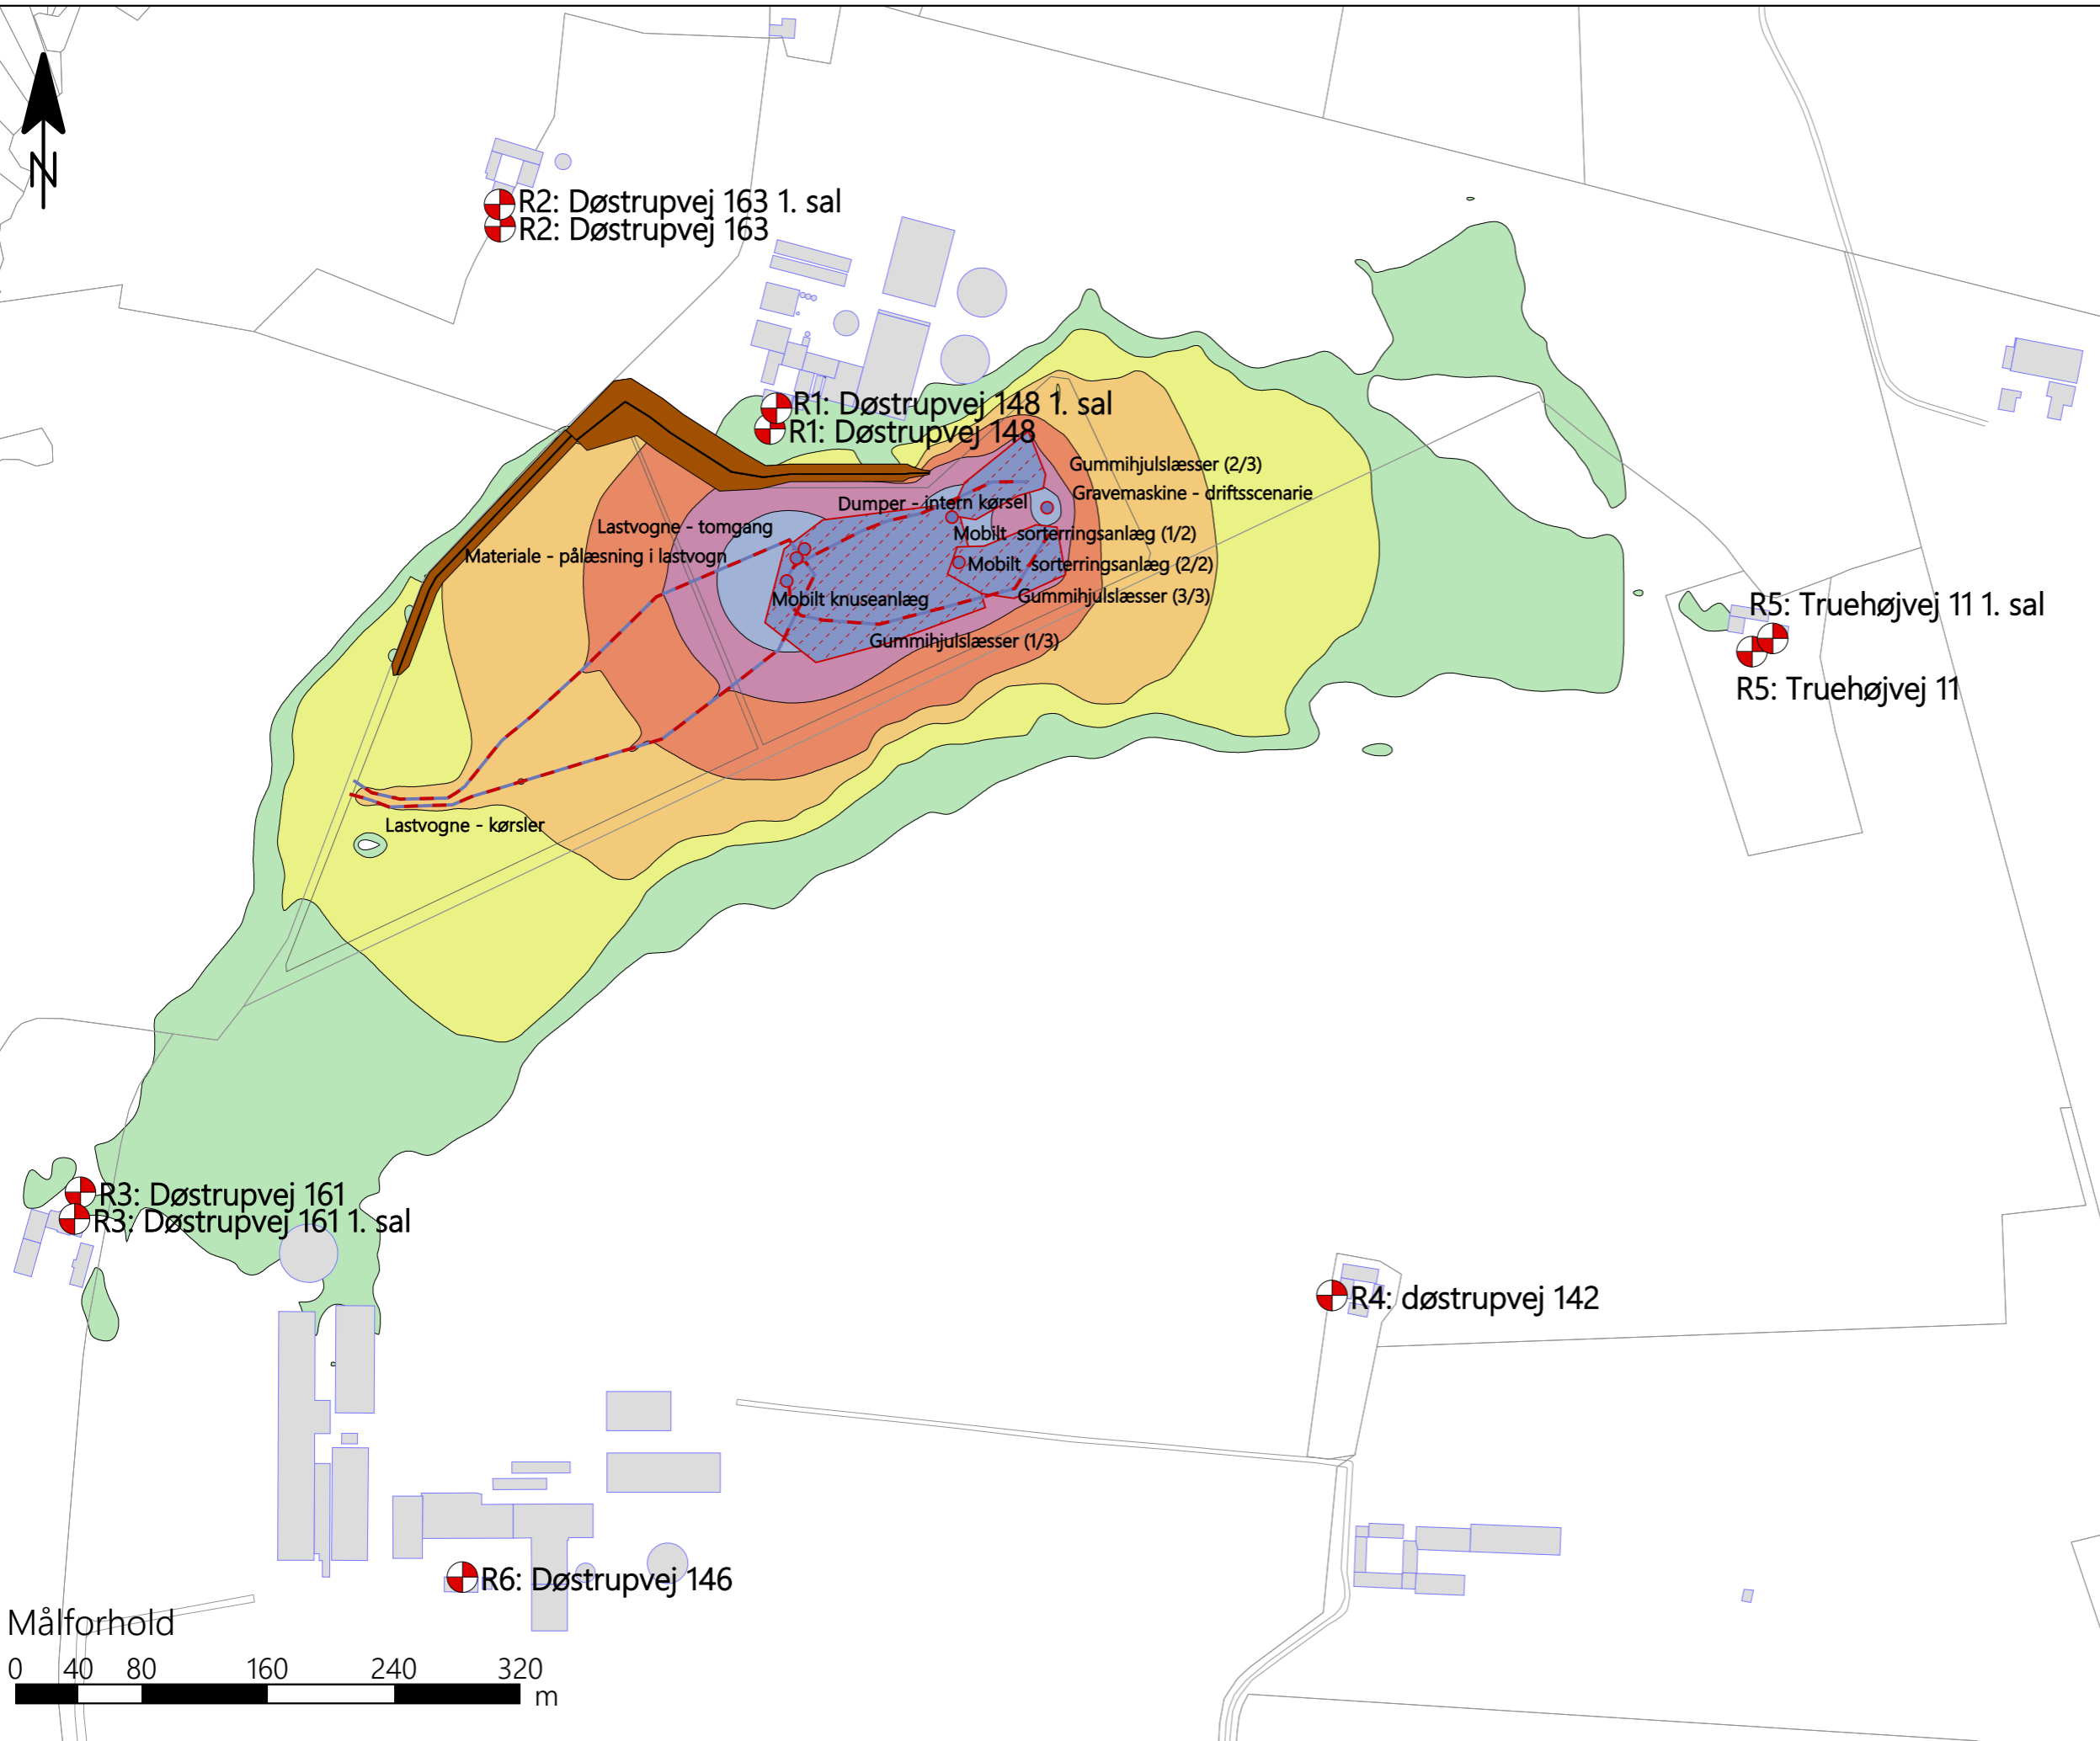 N
R2: Døstrupvej 163 1. sal
R2: Døstrupvej 163
R1: Døstrupvej 148 1. sal
R1: Døstrupvej 148
Gummihjulslæsser (2/3)
Gravemaskine - driftsscenarie
Dumper - intern kørsel
Lastvogne - tomgang
Mobilt sorterringsanlæg (1/2)
Materiale - pålæsning i lastvogn
Mobilt sorterringsanlæg (2/2)
Mobilt knuseanlæg
Gummihjulslæsser (3/3)
Gummihjulslæsser (1/3)
R5: Truehøjvej 11 1. sal
R5: Truehøjvej 11
Lastvogne - kørsler
R3: Døstrupvej 161
R3: Døstrupvej 161 1. sal
R4: døstrupvej 142
R6: Døstrupvej 146
Målforhold
0 40 80 160 240 320
m